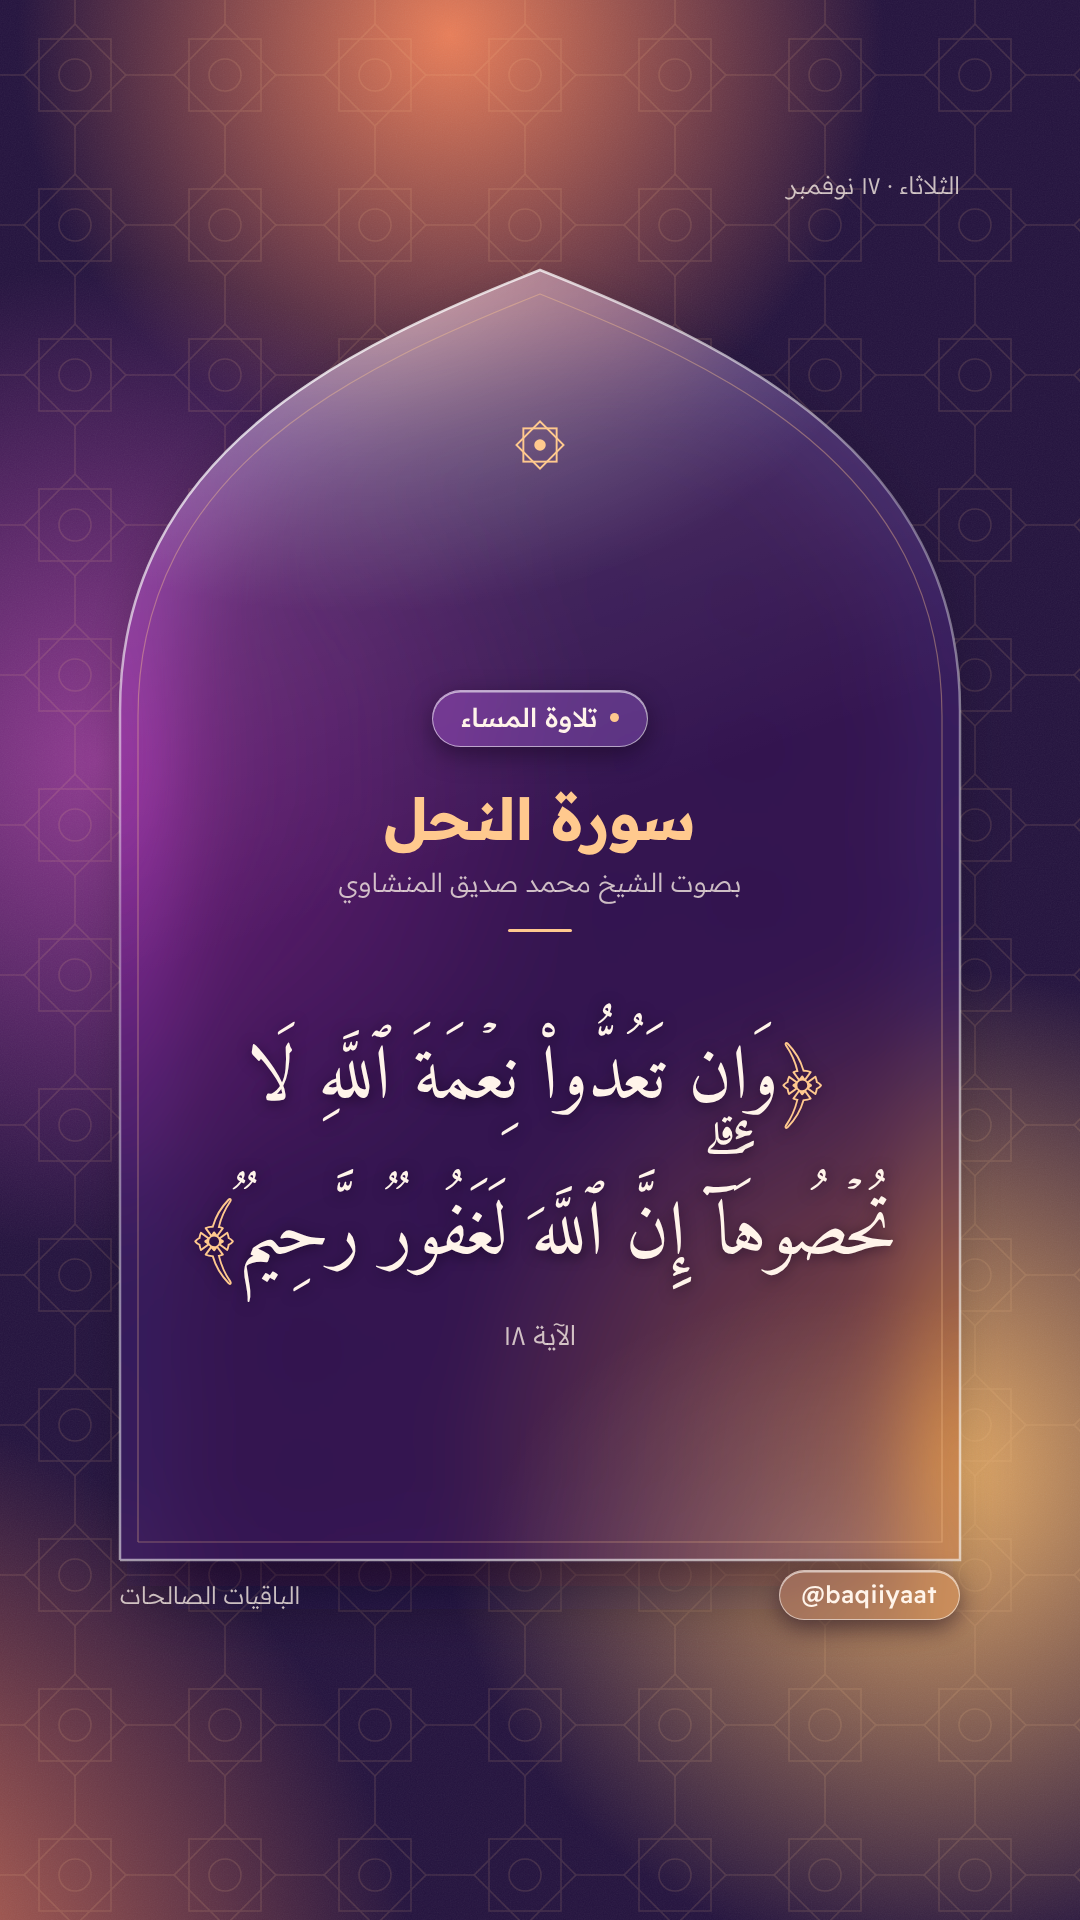 الثلاثاء · ١٧ نوفمبر
تلاوة المساء
سورة النحل
بصوت الشيخ محمد صديق المنشاوي
﴿وَإِن تَعُدُّوا۟ نِعْمَةَ ٱللَّهِ لَا
تُحْصُوهَآ ۗ إِنَّ ٱللَّهَ لَغَفُورٌ رَّحِيمٌ﴾
الآية ١٨
@baqiiyaat
الباقيات الصالحات